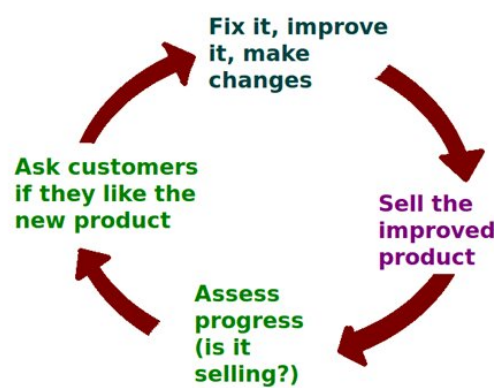 Fix it, improve
it, make
changes
Sell the
improved
product
Assess
progress
(is it
selling?)
Ask customers
if they like the
new product